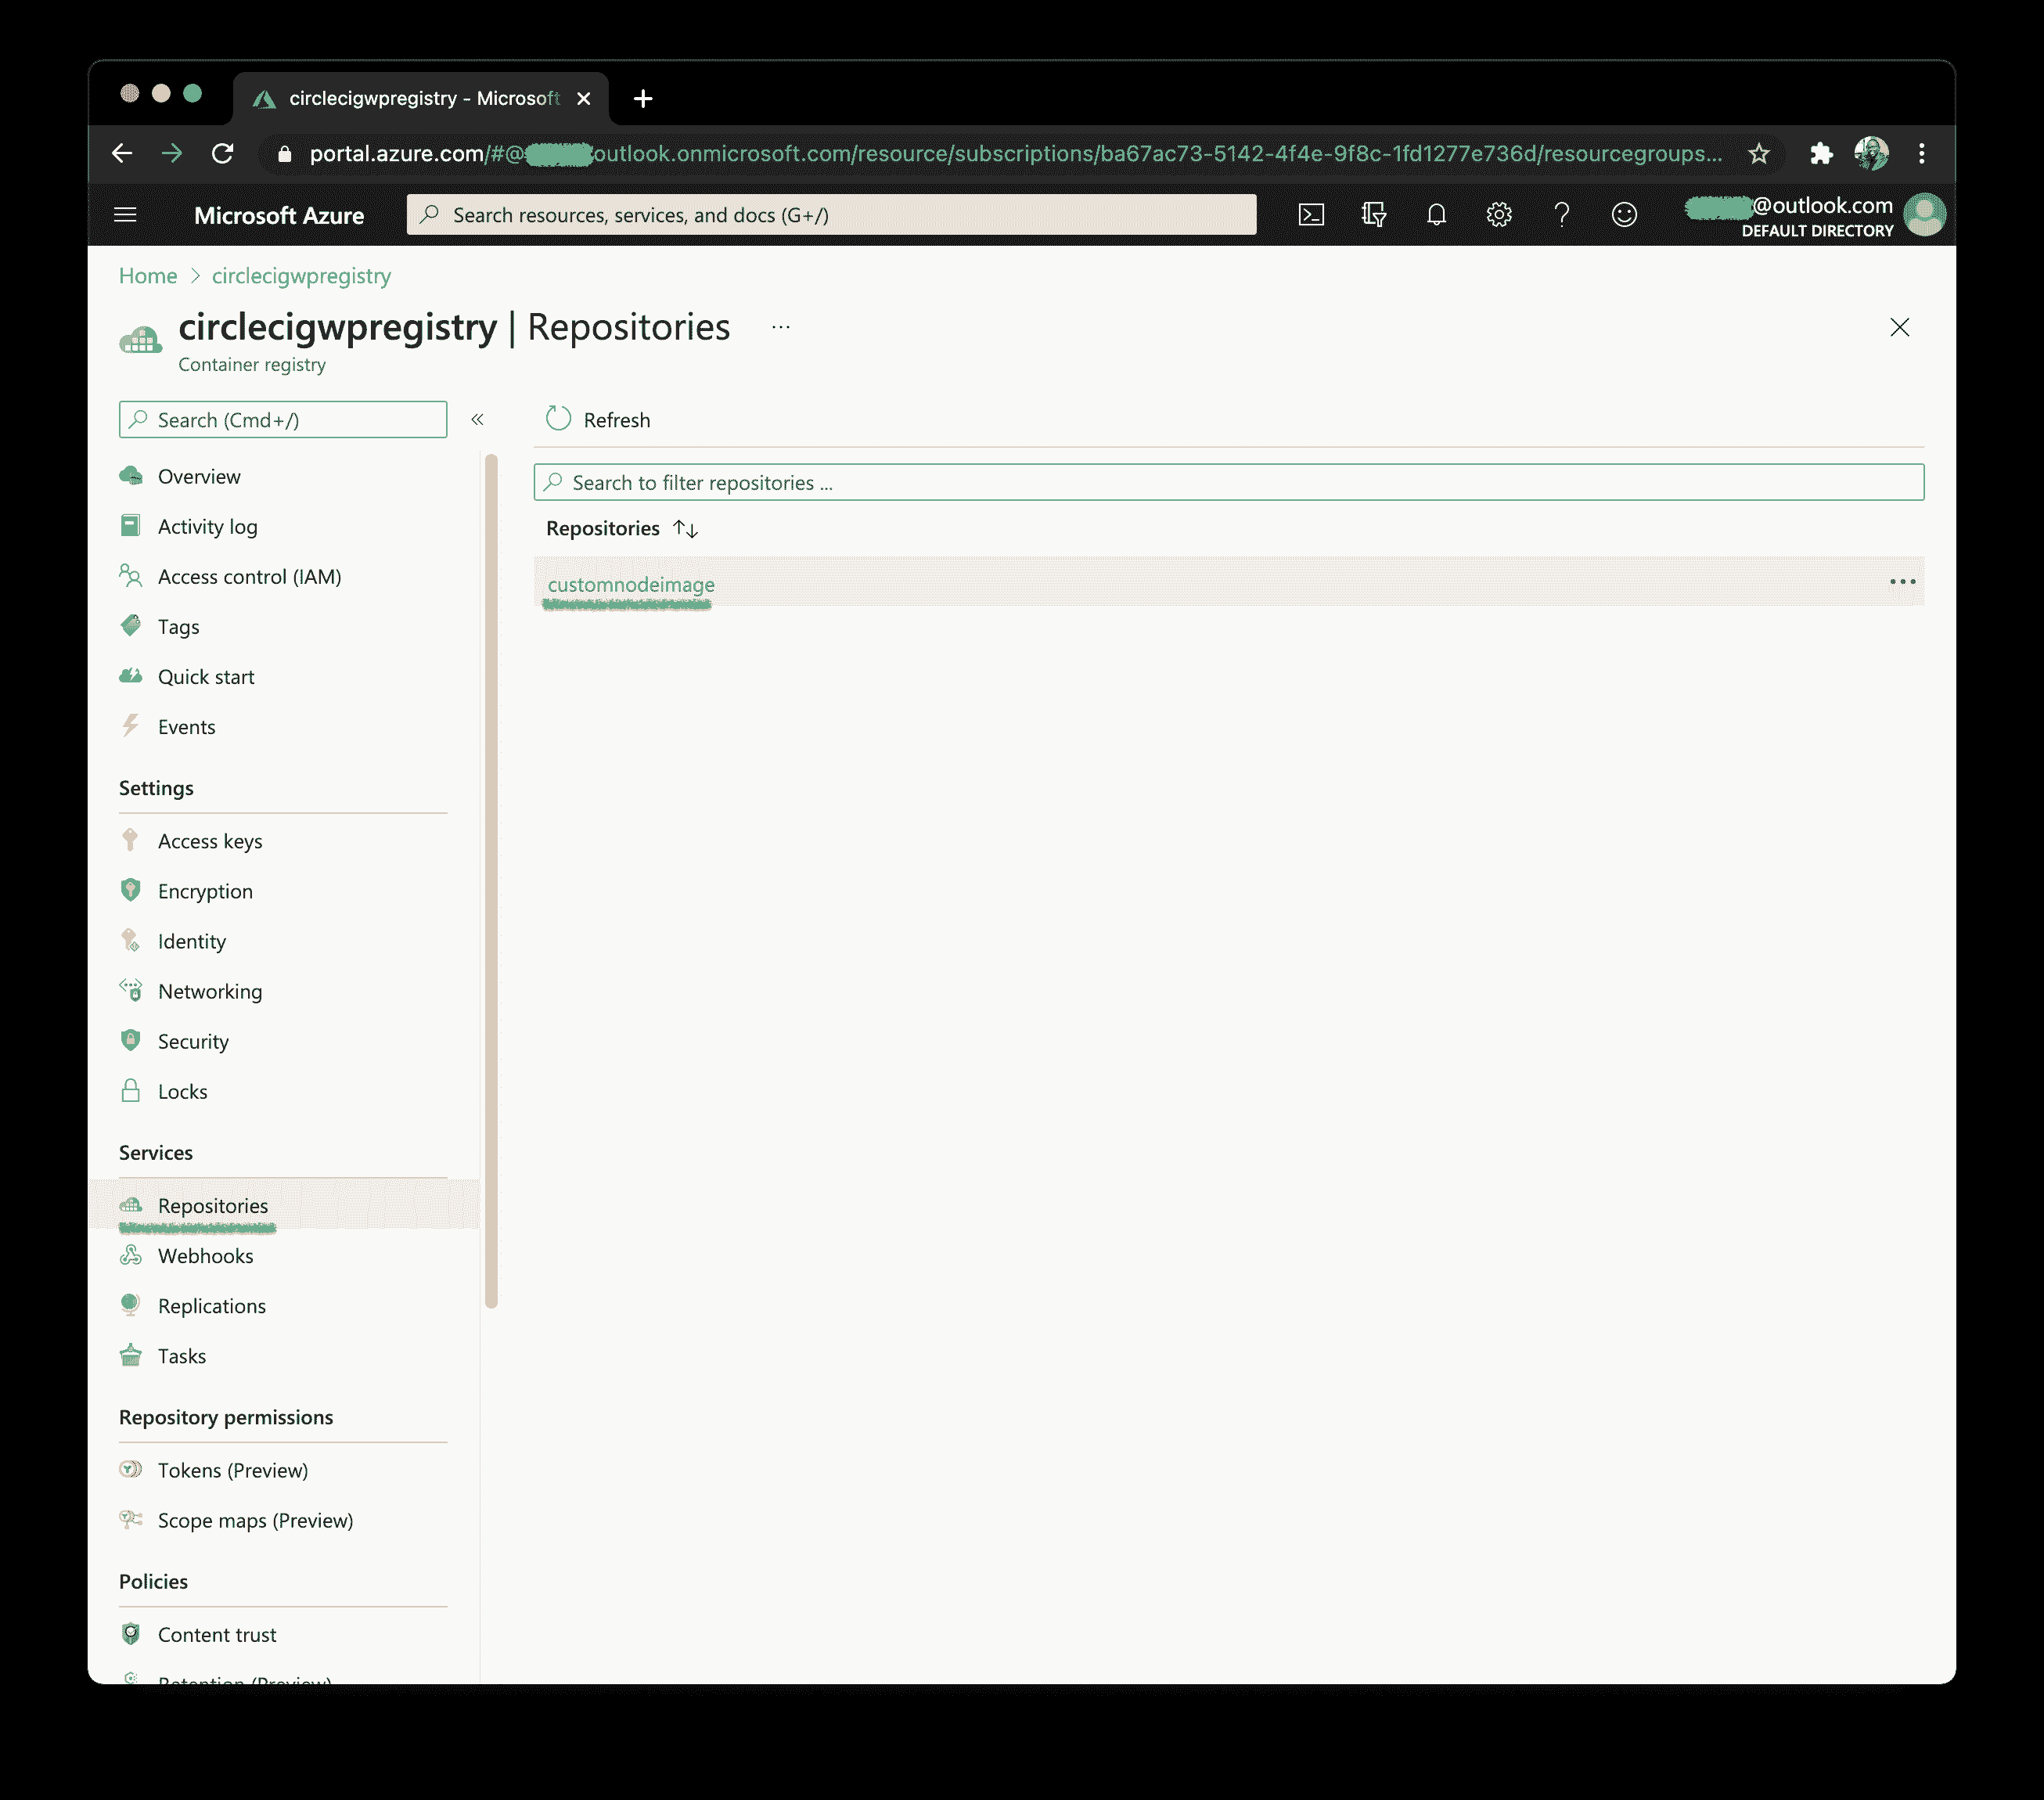 circlecigwpregistry - Microsoft
portal.azure.com/#@ outlook.onmicrosoft.com/resource/subscriptions/ba67ac73-5142-4f4e-9f8c-1fd1277e736d/resourcegroups...
Microsoft Azure
Search resources, services, and docs (G+/)
@outlook.com
DEFAULT DIRECTORY
Home > circlecigwpregistry
circlecigwpregistry | Repositories ...
Container registry
Search (Cmd+/)
«
Refresh
Search to filter repositories ...
Repositories
customnodeimage
Overview
Activity log
Access control (IAM)
Tags
Quick start
Events
Settings
Access keys
Encryption
Identity
Networking
Security
Locks
Services
Repositories
Webhooks
Replications
Tasks
Repository permissions
Tokens (Preview)
Scope maps (Preview)
Policies
Content trust
Retention (Preview)